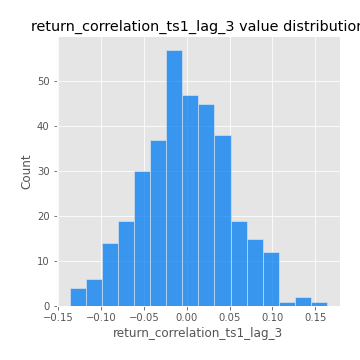 return_correlation_ts1_lag_3 value distribution
50
40
30
20
10
0
Count
−0.15 −0.10 −0.05 0.00 0.05 0.10 0.15
return_correlation_ts1_lag_3